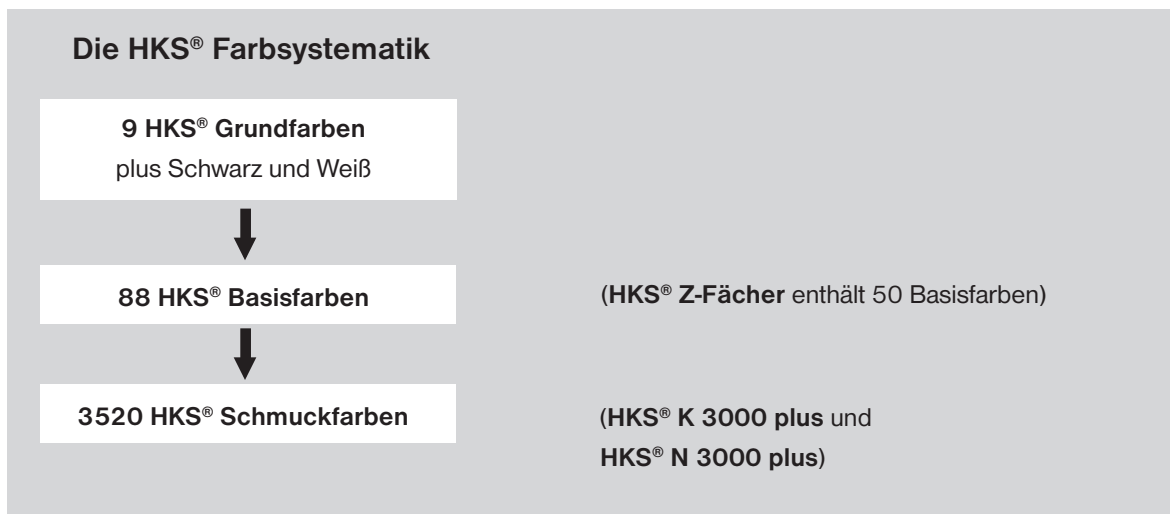 Die HKS® Farbsystematik
9 HKS® Grundfarben
plus Schwarz und Weiß
88 HKS® Basisfarben
(HKS® Z-Fächer enthält 50 Basisfarben)
3520 HKS® Schmuckfarben
(HKS® K 3000 plus und
HKS® N 3000 plus)